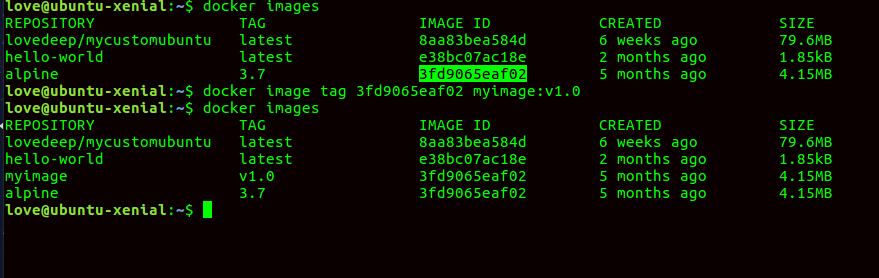 love@ubuntu-xenial:~$ docker images
REPOSITORY TAG IMAGE ID CREATED SIZE
lovedeep/mycustomubuntu latest 8aa83bea584d 6 weeks ago 79.6MB
hello-world latest e38bc07ac18e 2 months ago 1.85kB
alpine 3.7 3fd9065eaf02 5 months ago 4.15MB
love@ubuntu-xenial:~$ docker image tag 3fd9065eaf02 myimage:v1.0
love@ubuntu-xenial:~$ docker images
REPOSITORY TAG IMAGE ID CREATED SIZE
lovedeep/mycustomubuntu latest 8aa83bea584d 6 weeks ago 79.6MB
hello-world latest e38bc07ac18e 2 months ago 1.85kB
myimage v1.0 3fd9065eaf02 5 months ago 4.15MB
alpine 3.7 3fd9065eaf02 5 months ago 4.15MB
love@ubuntu-xenial:~$